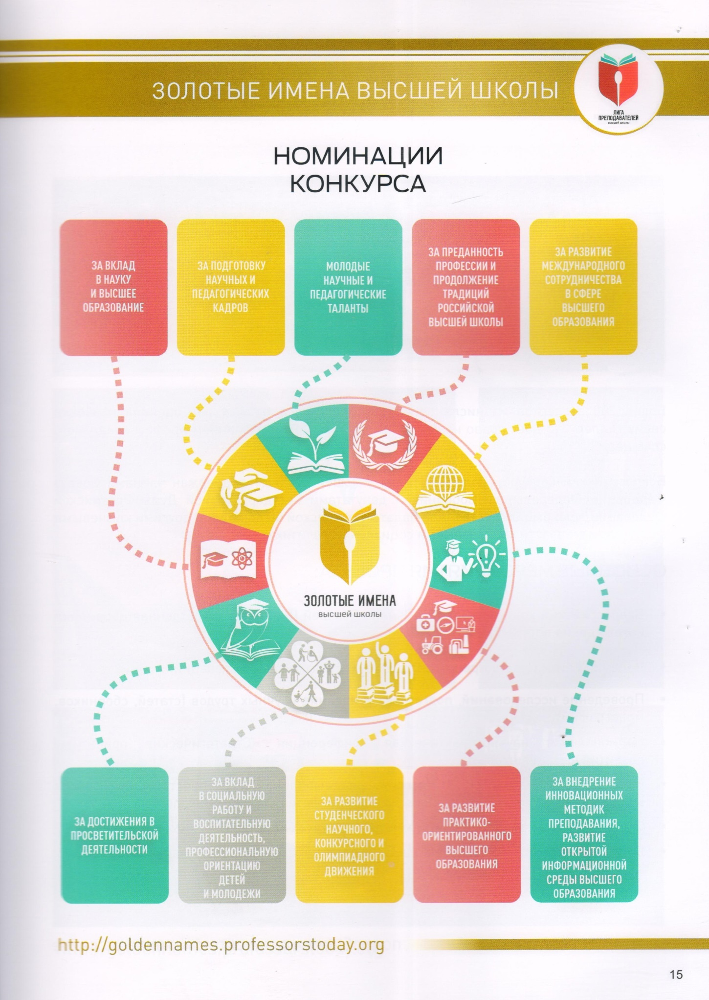 ЗОЛОТЫЕ ИМЕНА ВЫСШЕЙ ШКОЛЫ
ЛИГА
ПРЕПОДАВАТЕЛЕЙ
ВЫСШЕЙ ШКОЛЫ
НОМИНАЦИИ
КОНКУРСА
ЗА ВКЛАД
В НАУКУ
И ВЫСШЕЕ
ОБРАЗОВАНИЕ
ЗА ПОДГОТОВКУ
НАУЧНЫХ И
ПЕДАГОГИЧЕСКИХ
КАДРОВ
МОЛОДЫЕ
НАУЧНЫЕ И
ПЕДАГОГИЧЕСКИЕ
ТАЛАНТЫ
ЗА ПРЕДАННОСТЬ
ПРОФЕССИИ И
ПРОДОЛЖЕНИЕ
ТРАДИЦИЙ
РОССИЙСКОЙ
ВЫСШЕЙ ШКОЛЫ
ЗА РАЗВИТИЕ
МЕЖДУНАРОДНОГО
СОТРУДНИЧЕСТВА
В СФЕРЕ
ВЫСШЕГО
ОБРАЗОВАНИЯ
ЗОЛОТЫЕ ИМЕНА
ВЫСШЕЙ ШКОЛЫ
ЗА ДОСТИЖЕНИЯ В
ПРОСВЕТИТЕЛЬСКОЙ
ДЕЯТЕЛЬНОСТИ
ЗА ВКЛАД
В СОЦИАЛЬНУЮ
РАБОТУ И
ВОСПИТАТЕЛЬНУЮ
ДЕЯТЕЛЬНОСТЬ,
ПРОФЕССИОНАЛЬНУЮ
ОРИЕНТАЦИЮ
ДЕТЕЙ
И МОЛОДЕЖИ
ЗА РАЗВИТИЕ
СТУДЕНЧЕСКОГО
НАУЧНОГО,
КОНКУРСНОГО И
ОЛИМПИАДНОГО
ДВИЖЕНИЯ
ЗА РАЗВИТИЕ
ПРАКТИКО-
ОРИЕНТИРОВАННОГО
ВЫСШЕГО
ОБРАЗОВАНИЯ
ЗА ВНЕДРЕНИЕ
ИННОВАЦИОННЫХ
МЕТОДИК
ПРЕПОДАВАНИЯ,
РАЗВИТИЕ
ОТКРЫТОЙ
ИНФОРМАЦИОННОЙ
СРЕДЫ ВЫСШЕГО
ОБРАЗОВАНИЯ
http://goldennames.professorstoday.org
15